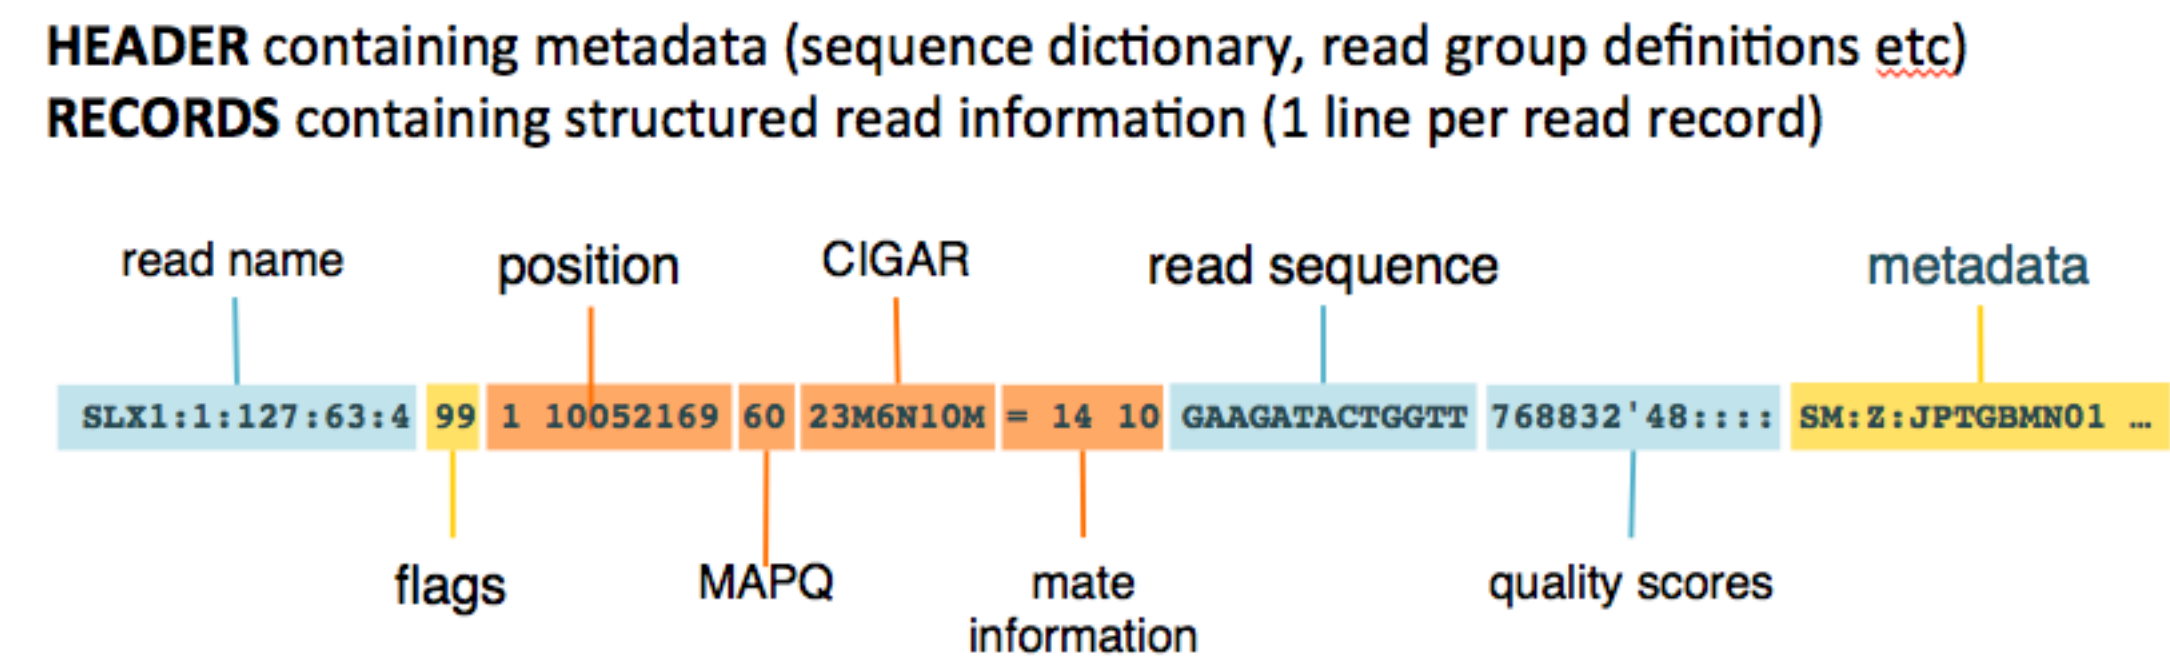 HEADER containing metadata (sequence dictionary, read group definitions etc)
RECORDS containing structured read information (1 line per read record)
read name position CIGAR read sequence metadata
SLX1:1:127:63:4 99 1 10052169 60 23M6N10M = 14 10 GAAGATACTGGTT 768832'48:::: SM:Z:JPTGBMN01 …
flags MAPQ mate quality scores
information